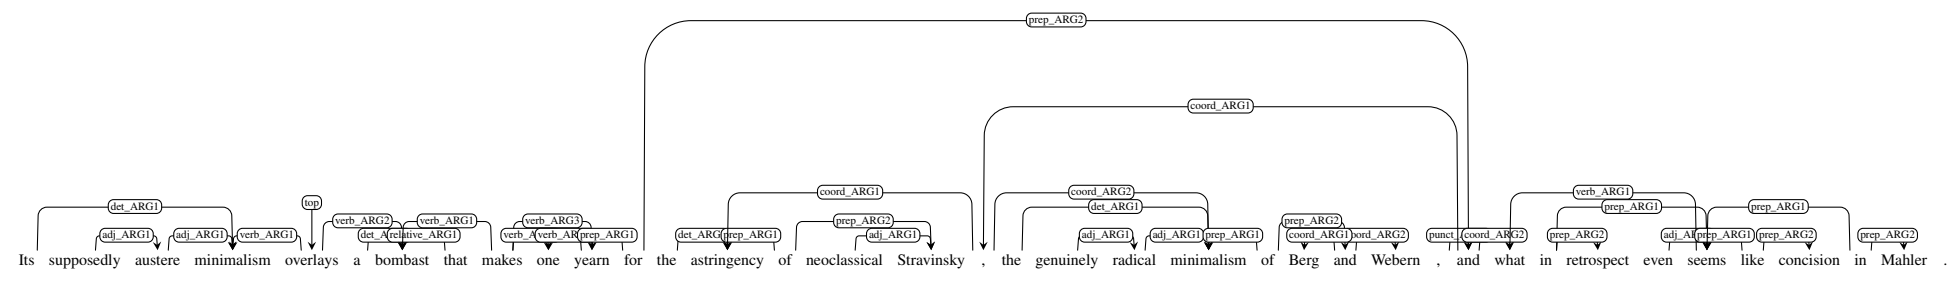 prep_ARG2
coord_ARG1
coord_ARG1 coord_ARG2 verb_ARG1
top
det_ARG1 det_ARG1 prep_ARG1 prep_ARG1
verb_ARG2 verb_ARG1 verb_ARG3 prep_ARG2 prep_ARG2
adj_ARG1 adj_ARG1 verb_ARG1 relative_ARG1 prep_ARG1 prep_ARG1 adj_ARG1 adj_ARG1 adj_ARG1 prep_ARG1 coord_ARG1 coord_ARG2 prep_ARG2 prep_ARG1 prep_ARG2 prep_ARG2
Its supposedly austere minimalism overlays a bombast that makes one yearn for the astringency of neoclassical Stravinsky , the genuinely radical minimalism of Berg and Webern , and what in retrospect even seems like concision in Mahler .